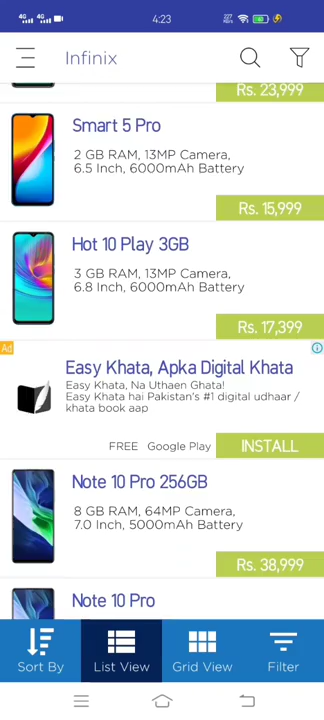 4G 4G 4:23
Infinix
Rs. 23,999
Smart 5 Pro
2 GB RAM, 13MP Camera,
6.5 Inch, 6000mAh Battery
Rs. 15,999
Hot 10 Play 3GB
3 GB RAM, 13MP Camera,
6.8 Inch, 6000mAh Battery
Rs. 17,399
Ad
Easy Khata, Apka Digital Khata
Easy Khata, Na Uthaen Ghata!
Easy Khata hai Pakistan's #1 digital udhaar /
khata book aap
FREE Google Play INSTALL
Note 10 Pro 256GB
8 GB RAM, 64MP Camera,
7.0 Inch, 5000mAh Battery
Rs. 38,999
Note 10 Pro
Sort By List View Grid View Filter